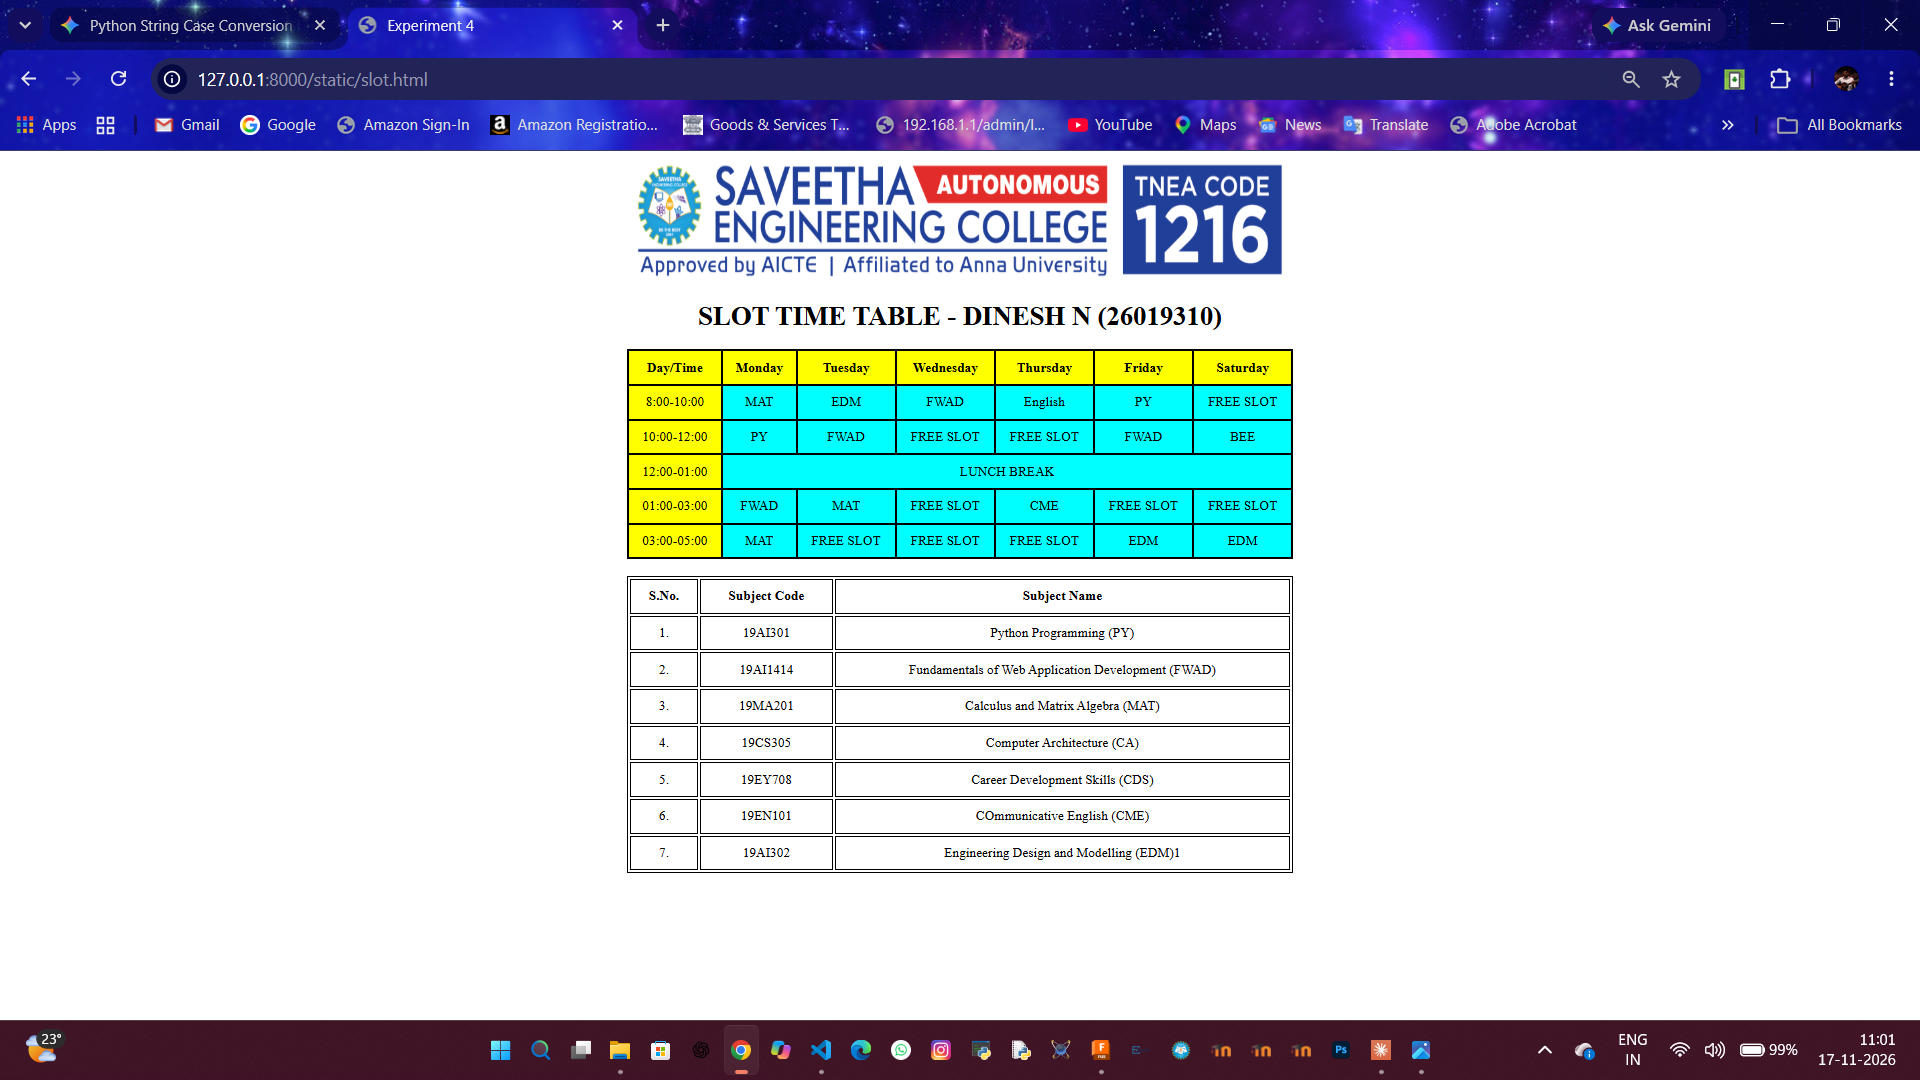 Python String Case Conversion
Experiment 4
Ask Gemini
127.0.0.1:8000/static/slot.html
Apps
Gmail
Google
Amazon Sign-In
Amazon Registratio...
Goods & Services T...
192.168.1.1/admin/l...
YouTube
Maps
News
Translate
Adobe Acrobat
All Bookmarks
SAVEETHA AUTONOMOUS
ENGINEERING COLLEGE
Approved by AICTE | Affiliated to Anna University
TNEA CODE
1216
SLOT TIME TABLE - DINESH N (26019310)
Day/Time Monday Tuesday Wednesday Thursday Friday Saturday
8:00-10:00 MAT EDM FWAD English PY FREE SLOT
10:00-12:00 PY FWAD FREE SLOT FREE SLOT FWAD BEE
12:00-01:00 LUNCH BREAK
01:00-03:00 FWAD MAT FREE SLOT CME FREE SLOT FREE SLOT
03:00-05:00 MAT FREE SLOT FREE SLOT FREE SLOT EDM EDM
S.No. Subject Code Subject Name
1. 19AI301 Python Programming (PY)
2. 19AI1414 Fundamentals of Web Application Development (FWAD)
3. 19MA201 Calculus and Matrix Algebra (MAT)
4. 19CS305 Computer Architecture (CA)
5. 19EY708 Career Development Skills (CDS)
6. 19EN101 COmmunicative English (CME)
7. 19AI302 Engineering Design and Modelling (EDM)1
23°
ENG
IN
99%
11:01
17-11-2026